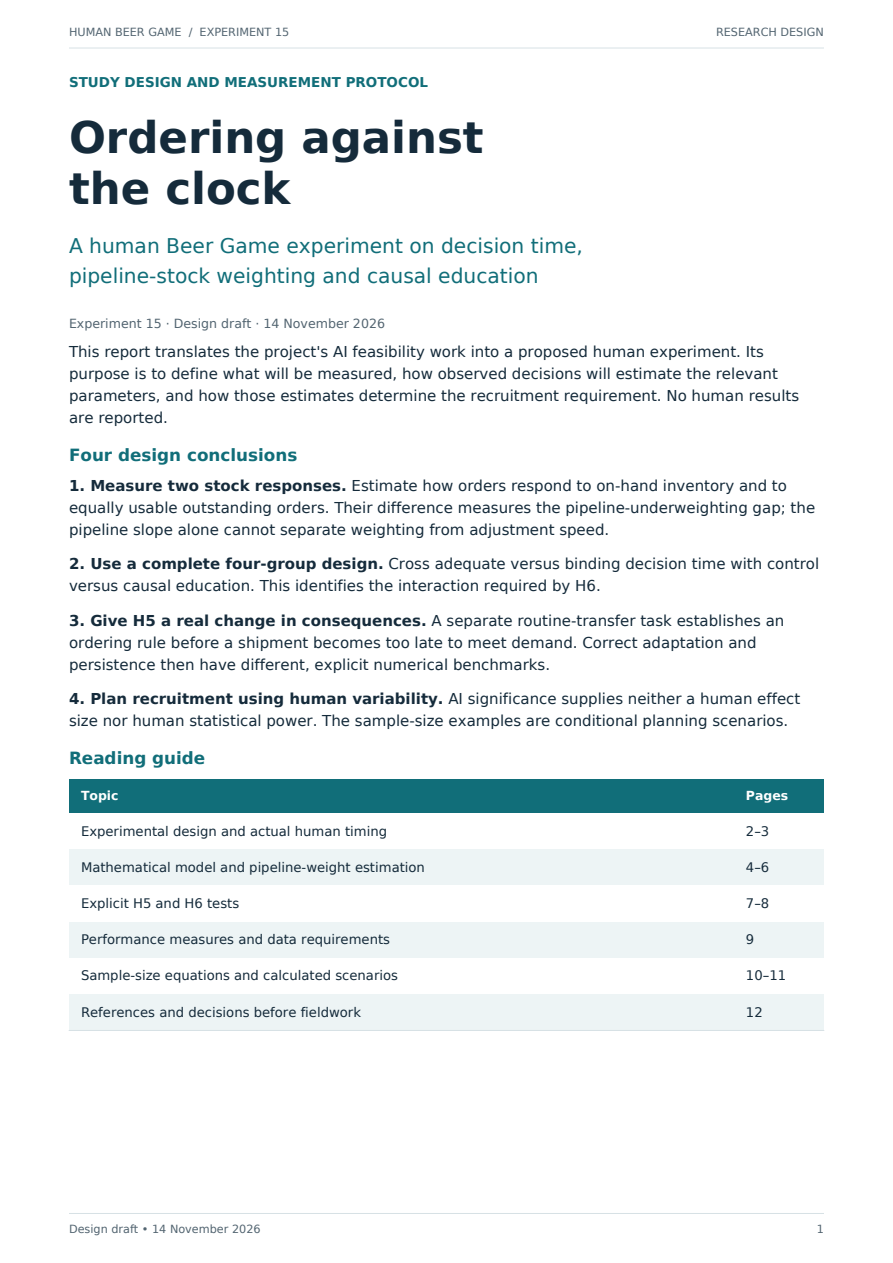 HUMAN BEER GAME / EXPERIMENT 15 RESEARCH DESIGN
STUDY DESIGN AND MEASUREMENT PROTOCOL
Ordering against
the clock
A human Beer Game experiment on decision time,
pipeline-stock weighting and causal education
Experiment 15 · Design draft · 14 November 2026
This report translates the project's AI feasibility work into a proposed human experiment. Its
purpose is to define what will be measured, how observed decisions will estimate the relevant
parameters, and how those estimates determine the recruitment requirement. No human results
are reported.
Four design conclusions
1. Measure two stock responses. Estimate how orders respond to on-hand inventory and to
equally usable outstanding orders. Their difference measures the pipeline-underweighting gap; the
pipeline slope alone cannot separate weighting from adjustment speed.
2. Use a complete four-group design. Cross adequate versus binding decision time with control
versus causal education. This identifies the interaction required by H6.
3. Give H5 a real change in consequences. A separate routine-transfer task establishes an
ordering rule before a shipment becomes too late to meet demand. Correct adaptation and
persistence then have different, explicit numerical benchmarks.
4. Plan recruitment using human variability. AI significance supplies neither a human effect
size nor human statistical power. The sample-size examples are conditional planning scenarios.
Reading guide
Topic Pages
Experimental design and actual human timing 2–3
Mathematical model and pipeline-weight estimation 4–6
Explicit H5 and H6 tests 7–8
Performance measures and data requirements 9
Sample-size equations and calculated scenarios 10–11
References and decisions before fieldwork 12
Design draft • 14 November 2026 1